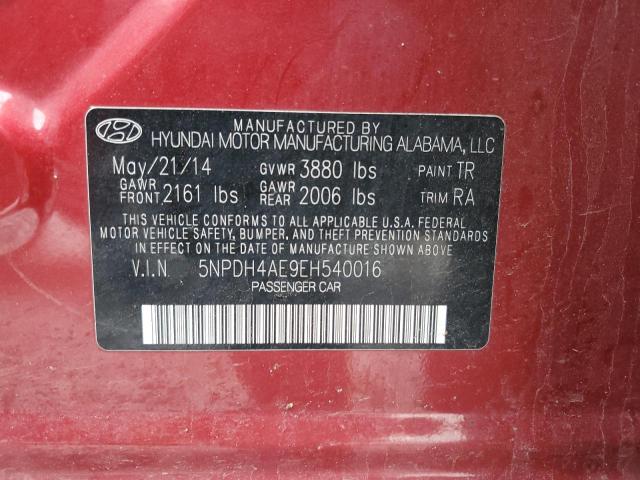 MANUFACTURED BY
HYUNDAI MOTOR MANUFACTURING ALABAMA, LLC
May/21/14 GVWR 3880 lbs PAINT TR
GAWR FRONT 2161 lbs GAWR REAR 2006 lbs TRIM RA
THIS VEHICLE CONFORMS TO ALL APPLICABLE U.S.A. FEDERAL
MOTOR VEHICLE SAFETY, BUMPER, AND THEFT PREVENTION STANDARDS
IN EFFECT ON THE DATE OF MANUFACTURE SHOWN ABOVE
V.I.N. 5NPDH4AE9EH540016
PASSENGER CAR